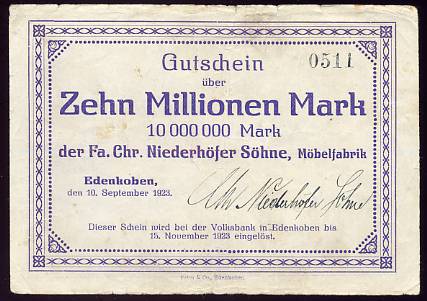 Gutschein
0511
über
Zehn Millionen Mark
10 000 000 Mark
der Fa. Chr. Niederhöfer Söhne, Möbelfabrik
Edenkoben,
den 10. September 1923.
Chr Niederhöfer Söhne
Dieser Schein wird bei der Volksbank in Edenkoben bis
15. November 1923 eingelöst.